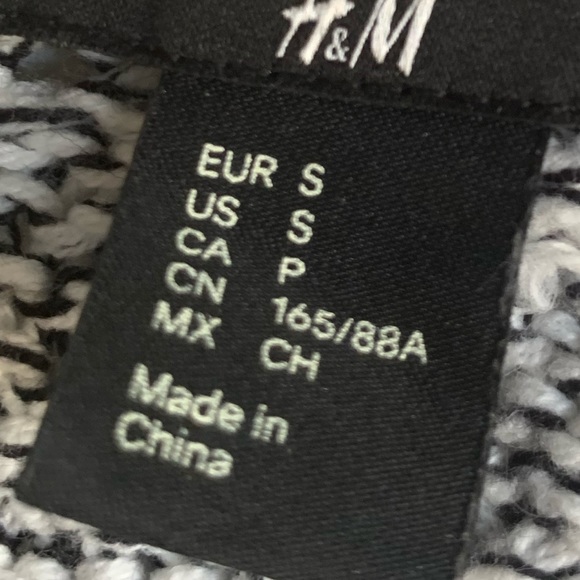 H&M
EUR S
US S
CA P
CN 165/88A
MX CH
Made in
China